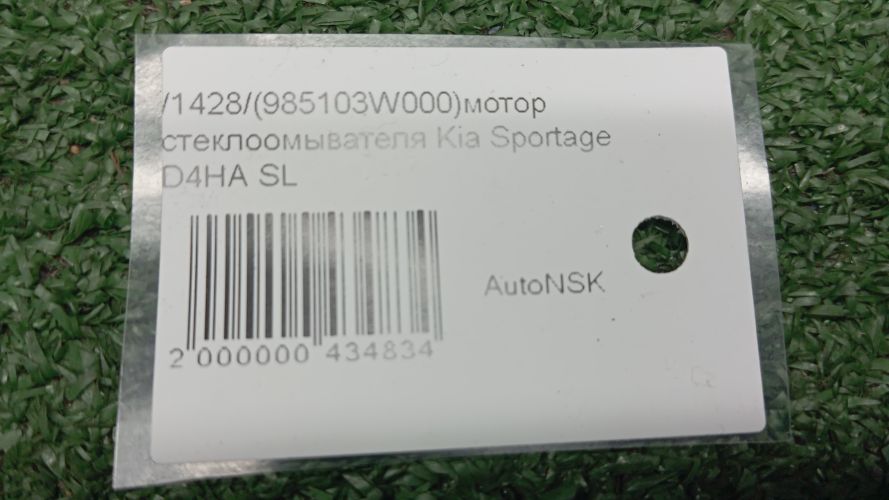 /1428/(985103W000)мотор
стеклоомывателя Kia Sportage
D4HA SL
AutoNSK
2 000000 434834